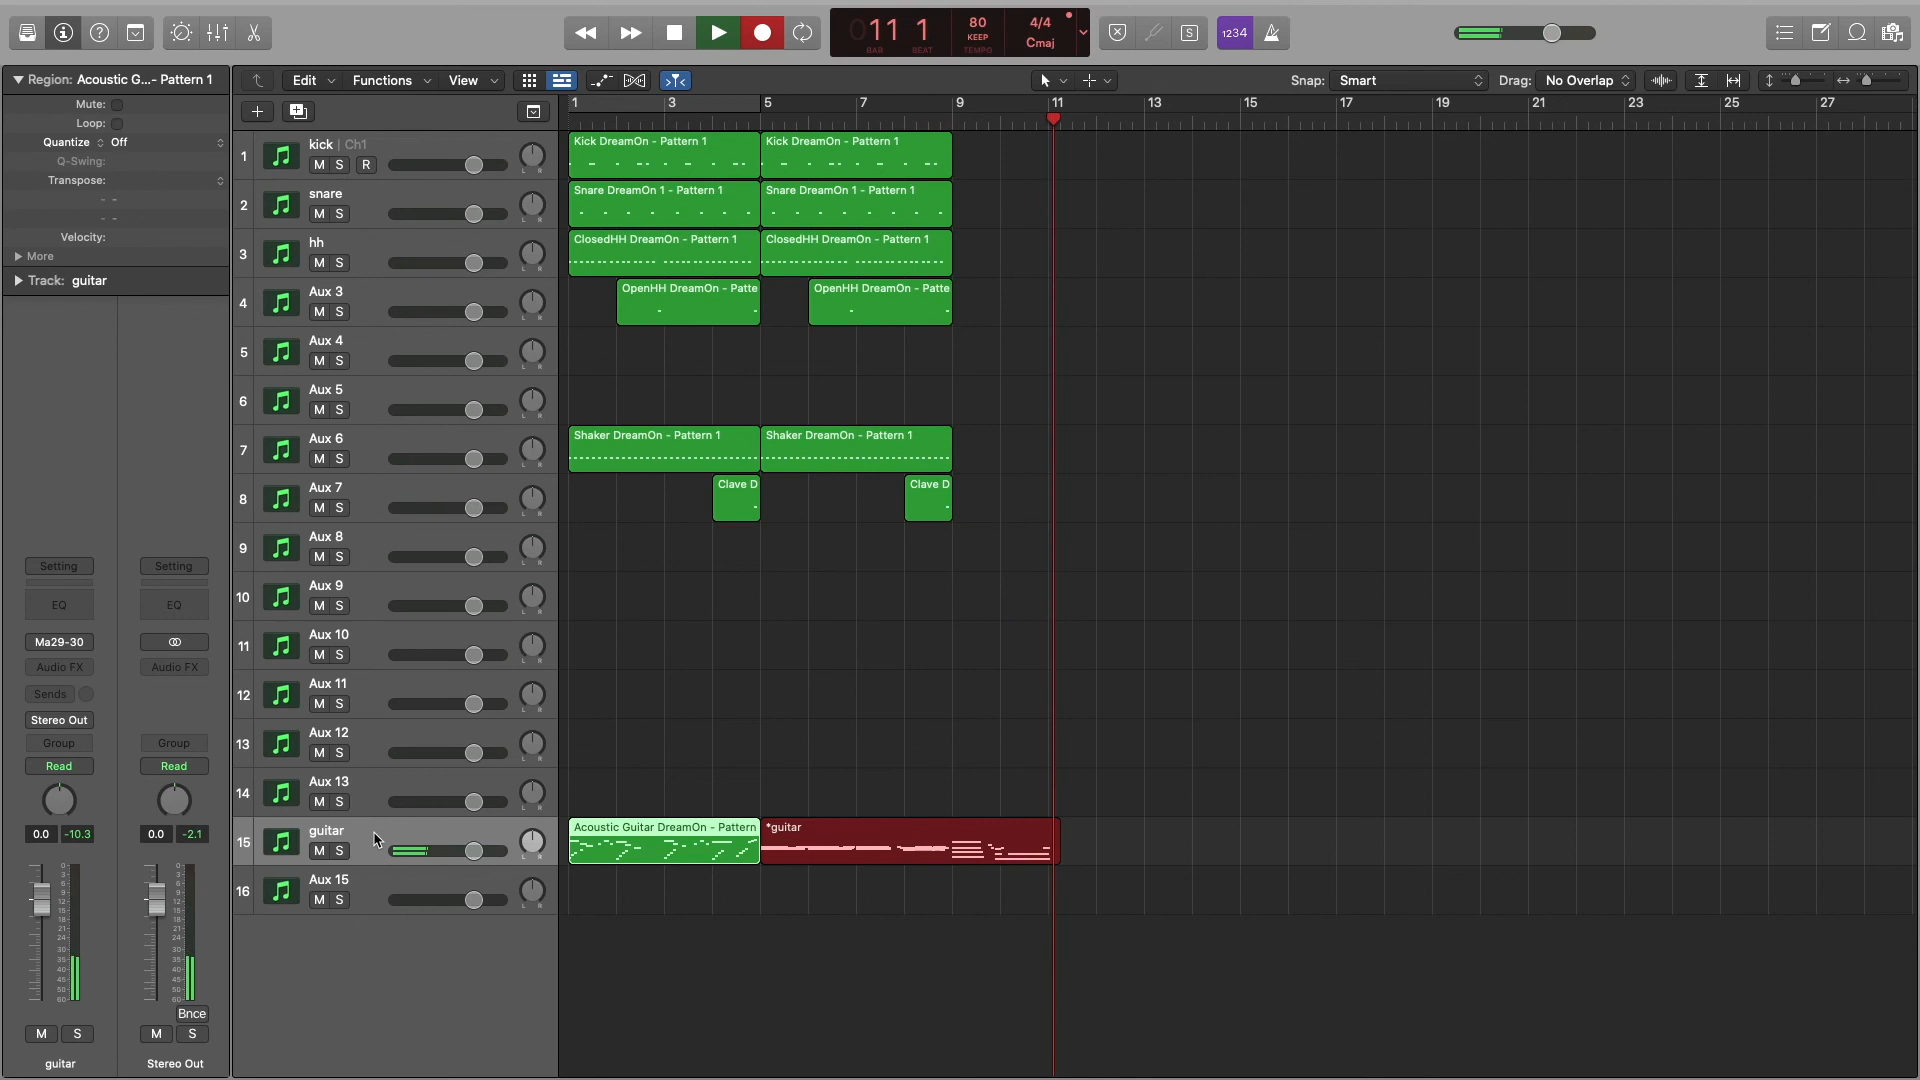 011 1
BAR BEAT
80
KEEP
TEMPO
4/4
Cmaj
S
1234
Region: Acoustic G...- Pattern 1
Mute:
Loop:
Quantize Off
Q-Swing:
Transpose:
Velocity:
More
Track: guitar
Edit
Functions
View
Snap: Smart
Drag: No Overlap
1 3 5 7 9 11 13 15 17 19 21 23 25 27
1 kick | Ch1
M S R
Kick DreamOn - Pattern 1
Kick DreamOn - Pattern 1
2 snare
M S
Snare DreamOn 1 - Pattern 1
Snare DreamOn 1 - Pattern 1
3 hh
M S
ClosedHH DreamOn - Pattern 1
ClosedHH DreamOn - Pattern 1
4 Aux 3
M S
OpenHH DreamOn - Patte
OpenHH DreamOn - Patte
5 Aux 4
M S
6 Aux 5
M S
7 Aux 6
M S
Shaker DreamOn - Pattern 1
Shaker DreamOn - Pattern 1
8 Aux 7
M S
Clave D
Clave D
9 Aux 8
M S
10 Aux 9
M S
11 Aux 10
M S
12 Aux 11
M S
13 Aux 12
M S
14 Aux 13
M S
15 guitar
M S
Acoustic Guitar DreamOn - Pattern
*guitar
16 Aux 15
M S
Setting Setting
EQ EQ
Ma29-30
Audio FX Audio FX
Sends
Stereo Out
Group Group
Read Read
0.0 -10.3 0.0 -2.1
Bnce
M S M S
guitar Stereo Out